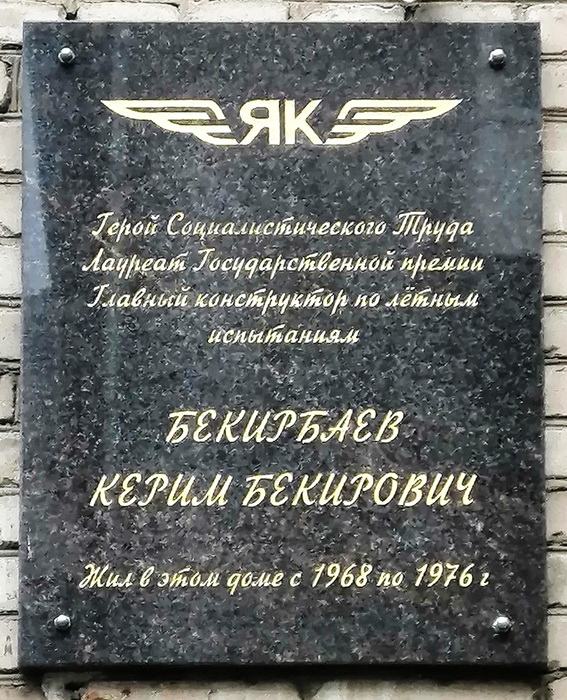 ЯК
Герой Социалистического Труда
Лауреат Государственной премии
Главный конструктор по лётным
испытаниям
БЕКИРБАЕВ
КЕРИМ БЕКИРОВИЧ
Жил в этом доме с 1968 по 1976 г